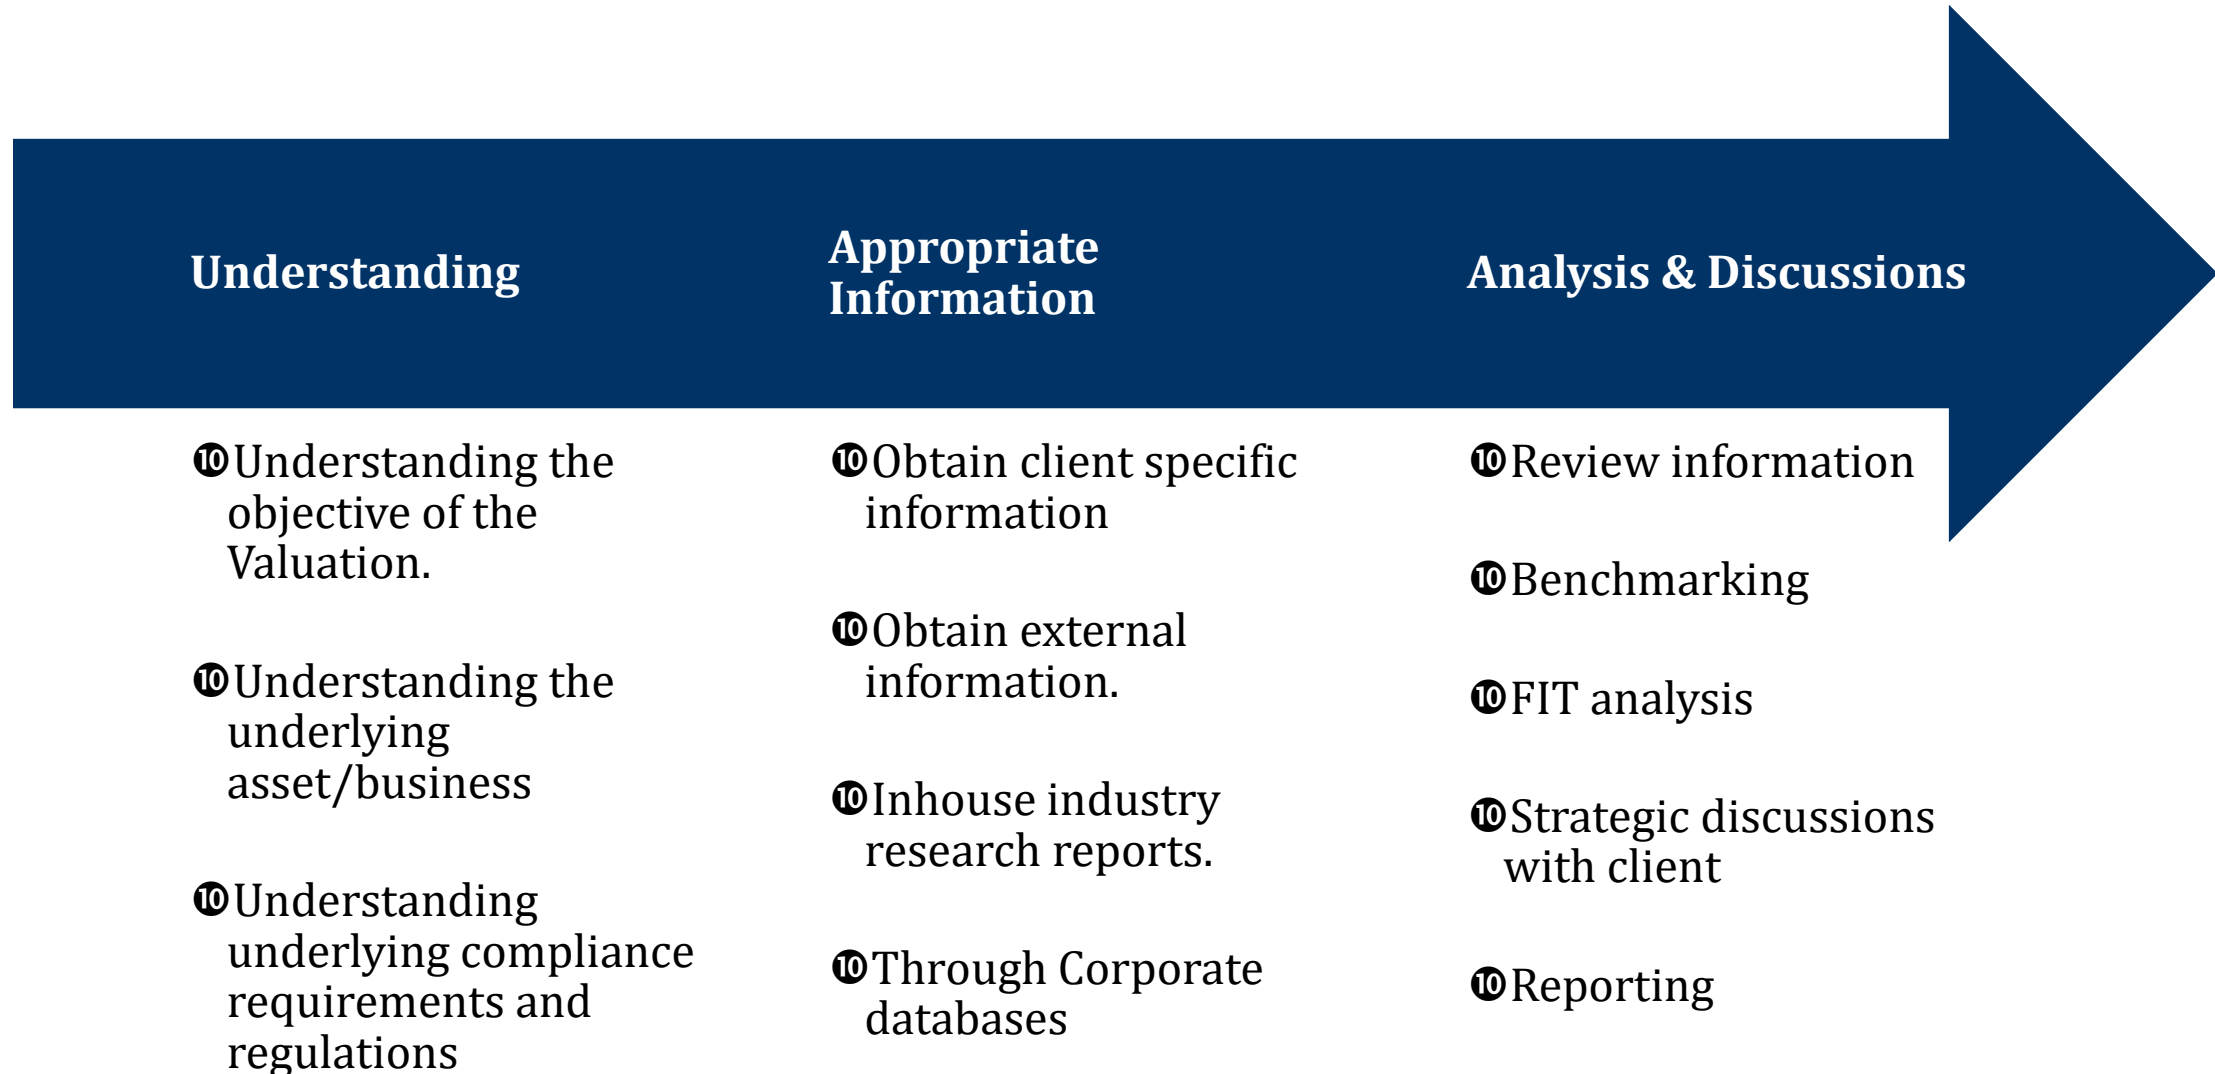 Understanding
Appropriate
Information
Analysis & Discussions
❿Understanding the
objective of the
Valuation.
❿Understanding the
underlying
asset/business
❿Understanding
underlying compliance
requirements and
regulations
❿Obtain client specific
information
❿Obtain external
information.
❿Inhouse industry
research reports.
❿Through Corporate
databases
❿Review information
❿Benchmarking
❿FIT analysis
❿Strategic discussions
with client
❿Reporting